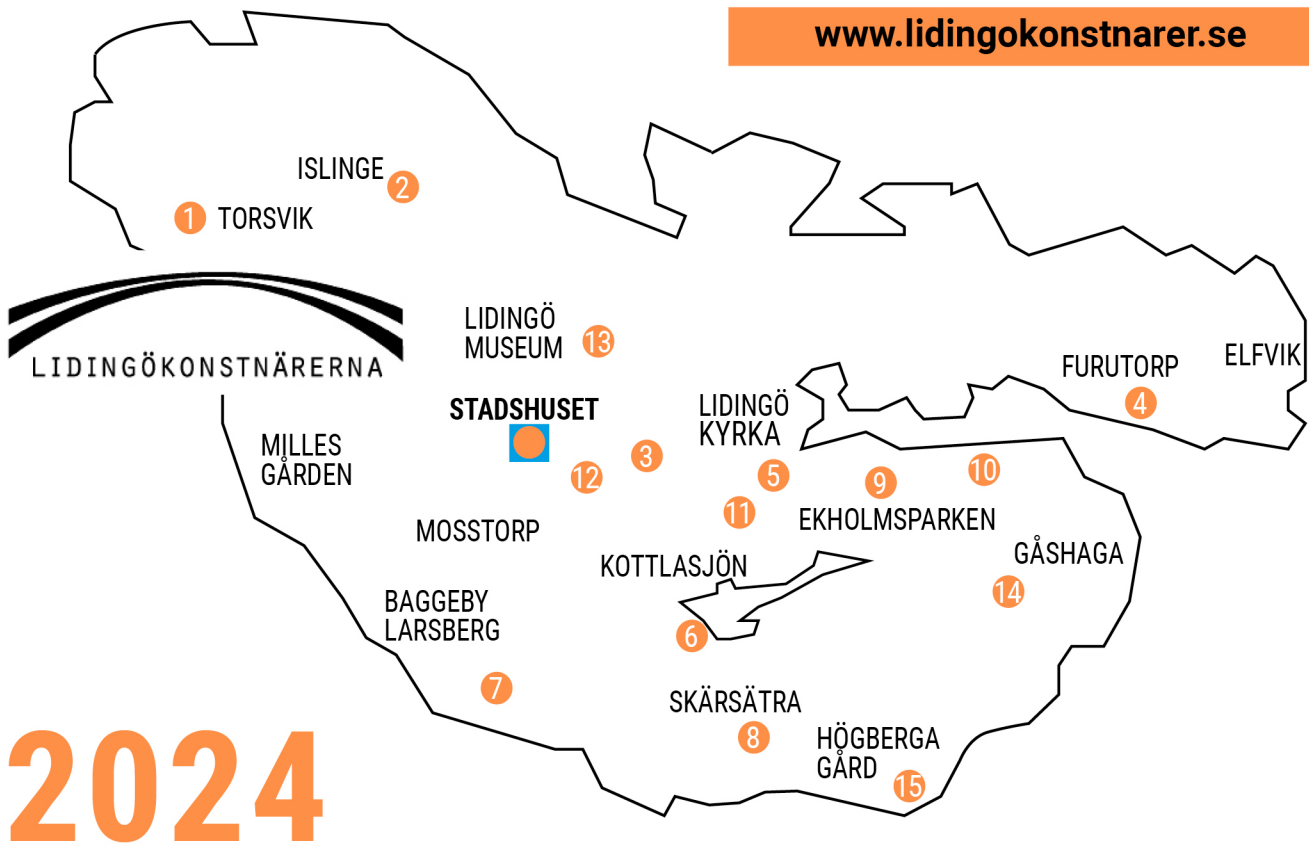 www.lidingokonstnarer.se
ISLINGE
2
1
TORSVIK
LIDINGÖKONSTNÄRERNA
LIDINGÖ
MUSEUM
13
FURUTORP
ELFVIK
4
STADSHUSET
LIDINGÖ
KYRKA
MILLES
GÅRDEN
12
3
5
9
10
11
EKHOLMSPARKEN
MOSSTORP
KOTTLASJÖN
GÅSHAGA
14
BAGGEBY
LARSBERG
6
7
SKÄRSÄTRA
8
HÖGBERGA
GÅRD
15
2024